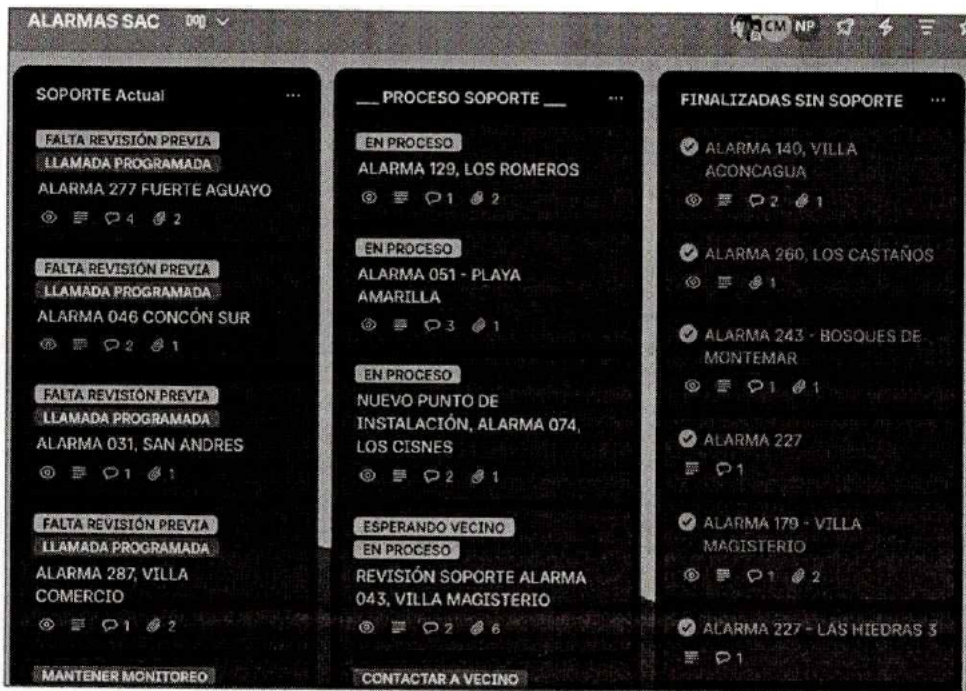 ALARMAS SAC
CM NP
SOPORTE Actual ...
FALTA REVISIÓN PREVIA
LLAMADA PROGRAMADA
ALARMA 277 FUERTE AGUAYO
4 2
FALTA REVISIÓN PREVIA
LLAMADA PROGRAMADA
ALARMA 046 CONCÓN SUR
2 1
FALTA REVISIÓN PREVIA
LLAMADA PROGRAMADA
ALARMA 031, SAN ANDRES
1 1
FALTA REVISIÓN PREVIA
LLAMADA PROGRAMADA
ALARMA 287, VILLA
COMERCIO
1 2
MANTENER MONITOREO
__ PROCESO SOPORTE __ ...
EN PROCESO
ALARMA 129, LOS ROMEROS
1 2
EN PROCESO
ALARMA 051 - PLAYA
AMARILLA
3 1
EN PROCESO
NUEVO PUNTO DE
INSTALACIÓN, ALARMA 074,
LOS CISNES
2 1
ESPERANDO VECINO
EN PROCESO
REVISIÓN SOPORTE ALARMA
043, VILLA MAGISTERIO
2 6
CONTACTAR A VECINO
FINALIZADAS SIN SOPORTE ...
ALARMA 140, VILLA
ACONCAGUA
2 1
ALARMA 260, LOS CASTAÑOS
1
ALARMA 243 - BOSQUES DE
MONTEMAR
1 1
ALARMA 227
1
ALARMA 179 - VILLA
MAGISTERIO
1 2
ALARMA 227 - LAS HIEDRAS 3
1